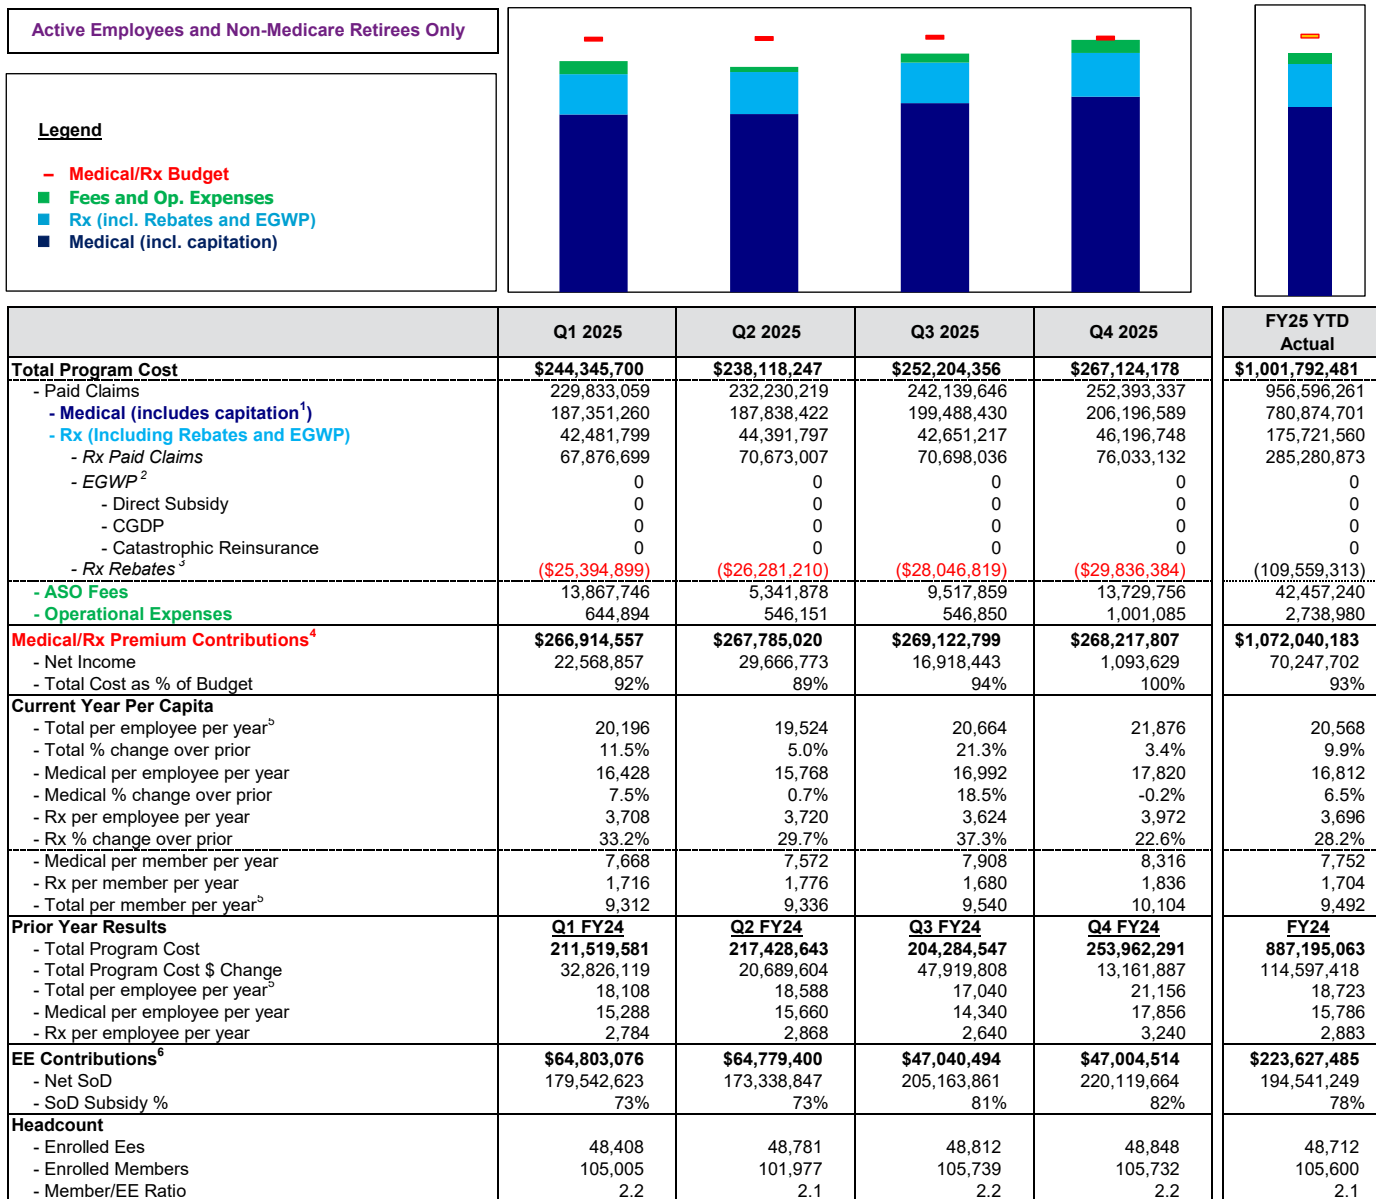 Active Employees and Non-Medicare Retirees Only
Legend
– Medical/Rx Budget
■ Fees and Op. Expenses
■ Rx (incl. Rebates and EGWP)
■ Medical (incl. capitation)
Q1 2025 Q2 2025 Q3 2025 Q4 2025 FY25 YTD Actual
Total Program Cost $244,345,700 $238,118,247 $252,204,356 $267,124,178 $1,001,792,481
- Paid Claims 229,833,059 232,230,219 242,139,646 252,393,337 956,596,261
- Medical (includes capitation¹) 187,351,260 187,838,422 199,488,430 206,196,589 780,874,701
- Rx (Including Rebates and EGWP) 42,481,799 44,391,797 42,651,217 46,196,748 175,721,560
- Rx Paid Claims 67,876,699 70,673,007 70,698,036 76,033,132 285,280,873
- EGWP ² 0 0 0 0 0
- Direct Subsidy 0 0 0 0 0
- CGDP 0 0 0 0 0
- Catastrophic Reinsurance 0 0 0 0 0
- Rx Rebates ³ ($25,394,899) ($26,281,210) ($28,046,819) ($29,836,384) (109,559,313)
- ASO Fees 13,867,746 5,341,878 9,517,859 13,729,756 42,457,240
- Operational Expenses 644,894 546,151 546,850 1,001,085 2,738,980
Medical/Rx Premium Contributions⁴ $266,914,557 $267,785,020 $269,122,799 $268,217,807 $1,072,040,183
- Net Income 22,568,857 29,666,773 16,918,443 1,093,629 70,247,702
- Total Cost as % of Budget 92% 89% 94% 100% 93%
Current Year Per Capita
- Total per employee per year⁵ 20,196 19,524 20,664 21,876 20,568
- Total % change over prior 11.5% 5.0% 21.3% 3.4% 9.9%
- Medical per employee per year 16,428 15,768 16,992 17,820 16,812
- Medical % change over prior 7.5% 0.7% 18.5% -0.2% 6.5%
- Rx per employee per year 3,708 3,720 3,624 3,972 3,696
- Rx % change over prior 33.2% 29.7% 37.3% 22.6% 28.2%
- Medical per member per year 7,668 7,572 7,908 8,316 7,752
- Rx per member per year 1,716 1,776 1,680 1,836 1,704
- Total per member per year⁵ 9,312 9,336 9,540 10,104 9,492
Prior Year Results Q1 FY24 Q2 FY24 Q3 FY24 Q4 FY24 FY24
- Total Program Cost 211,519,581 217,428,643 204,284,547 253,962,291 887,195,063
- Total Program Cost $ Change 32,826,119 20,689,604 47,919,808 13,161,887 114,597,418
- Total per employee per year⁵ 18,108 18,588 17,040 21,156 18,723
- Medical per employee per year 15,288 15,660 14,340 17,856 15,786
- Rx per employee per year 2,784 2,868 2,640 3,240 2,883
EE Contributions⁶ $64,803,076 $64,779,400 $47,040,494 $47,004,514 $223,627,485
- Net SoD 179,542,623 173,338,847 205,163,861 220,119,664 194,541,249
- SoD Subsidy % 73% 73% 81% 82% 78%
Headcount
- Enrolled Ees 48,408 48,781 48,812 48,848 48,712
- Enrolled Members 105,005 101,977 105,739 105,732 105,600
- Member/EE Ratio 2.2 2.1 2.2 2.2 2.1